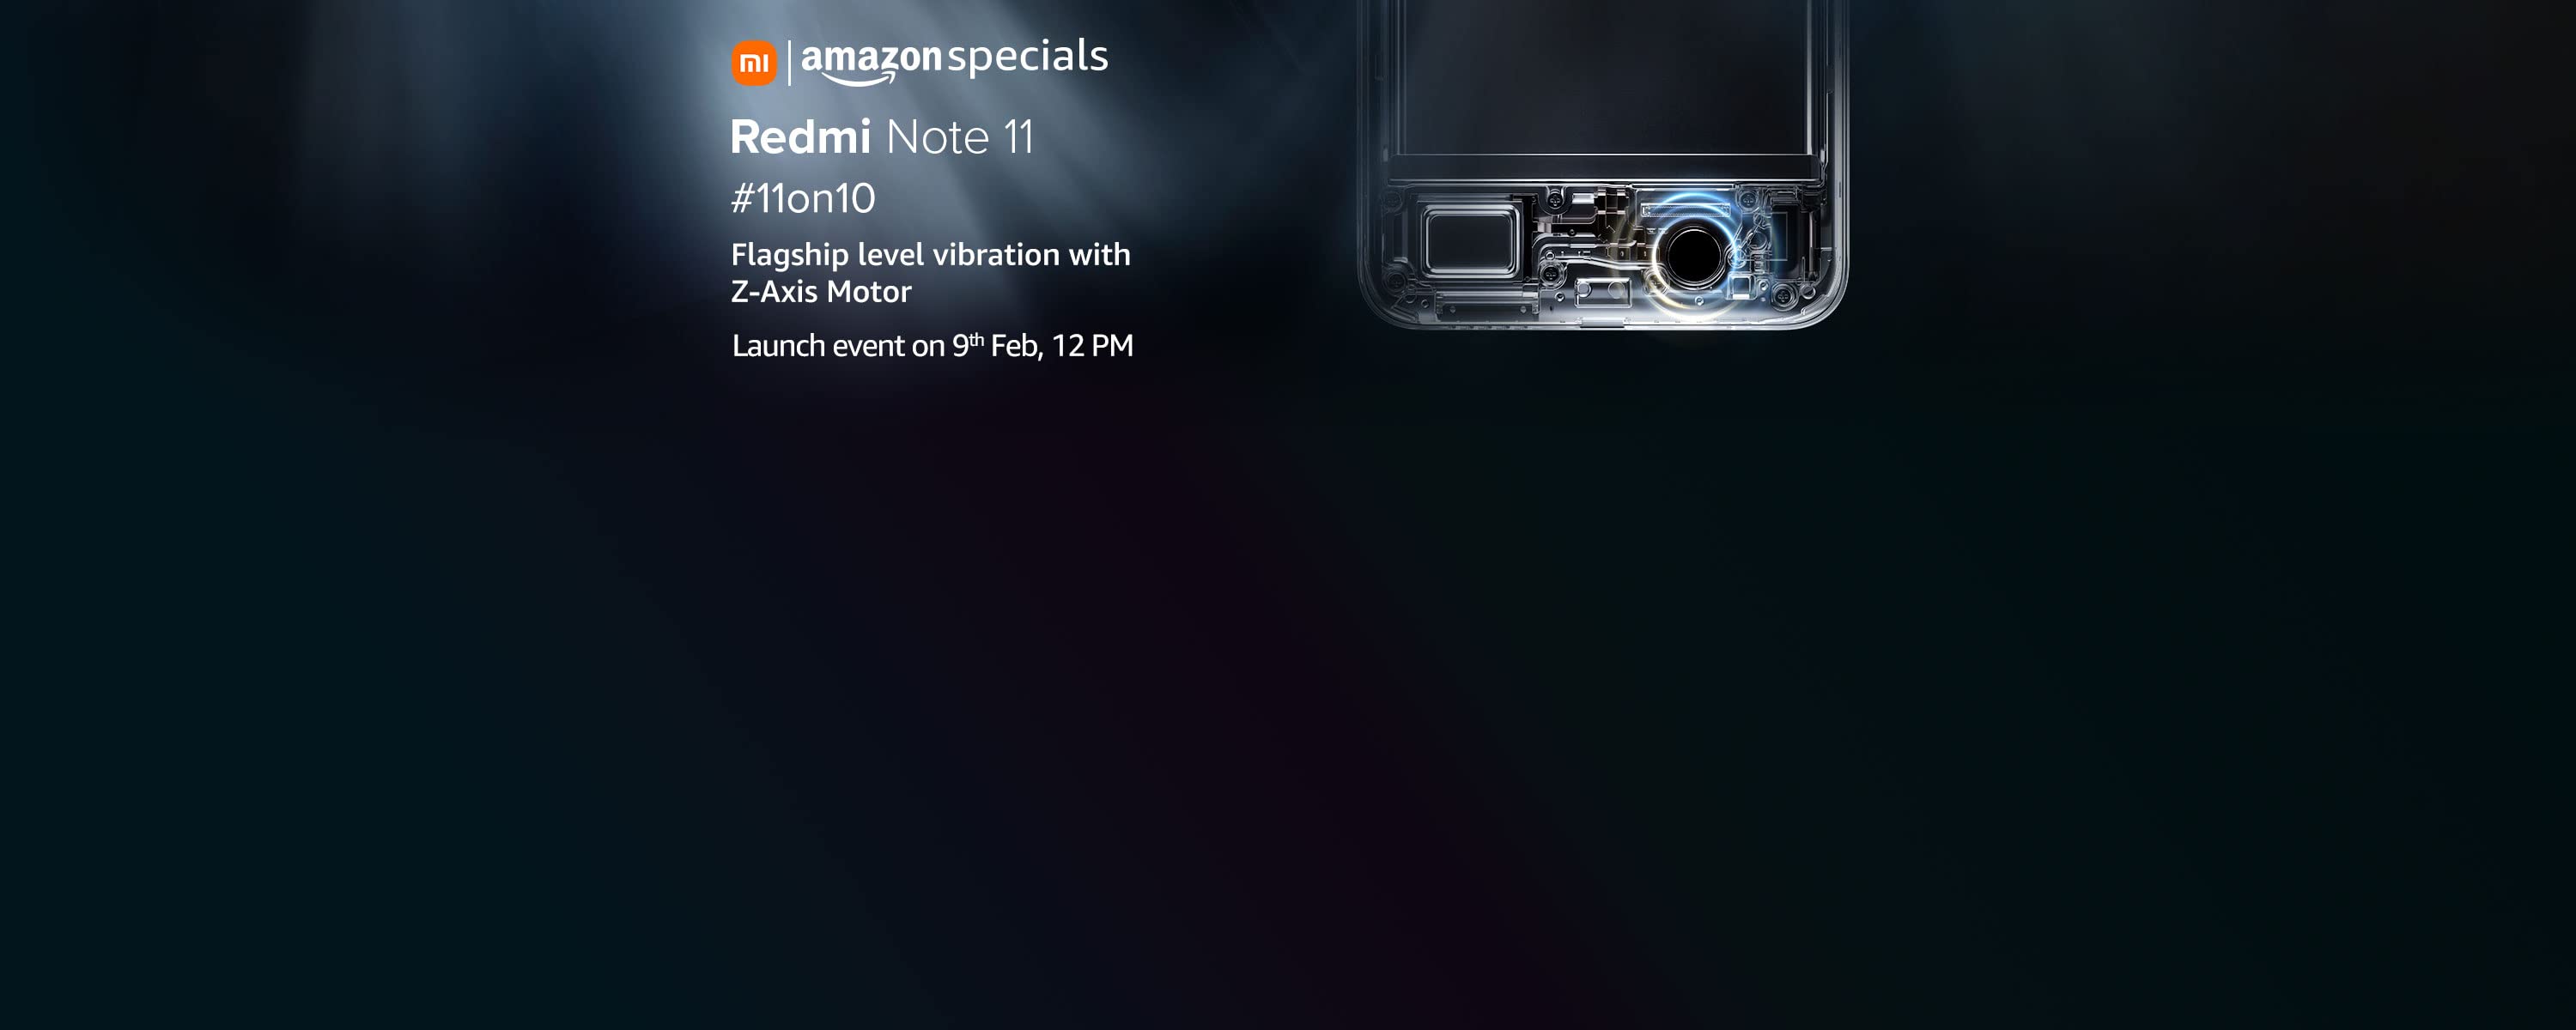 mi | amazon specials
Redmi Note 11
#11on10
Flagship level vibration with
Z-Axis Motor
Launch event on 9th Feb, 12 PM